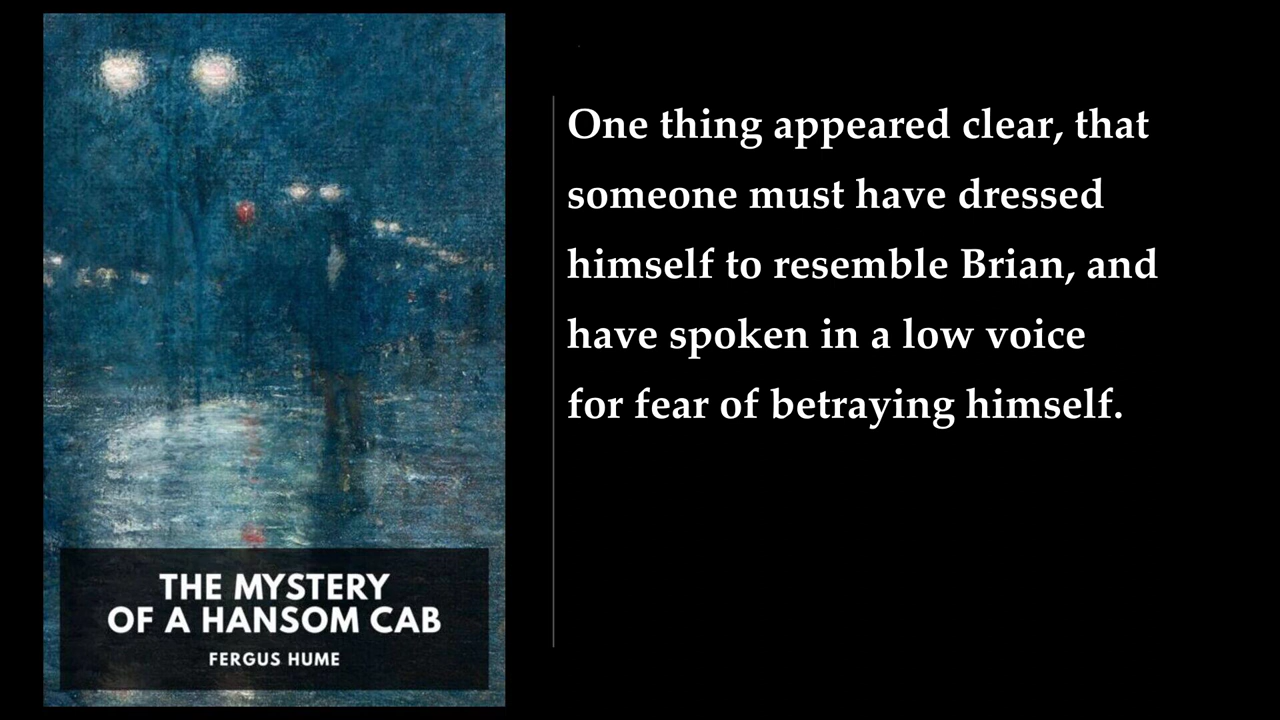 One thing appeared clear, that
someone must have dressed
himself to resemble Brian, and
have spoken in a low voice
for fear of betraying himself.
THE MYSTERY
OF A HANSOM CAB
FERGUS HUME